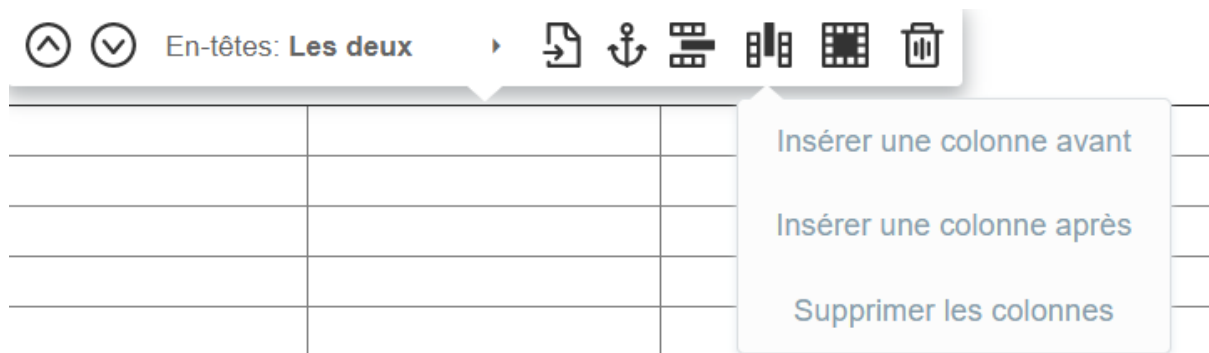 En-têtes: Les deux
Insérer une colonne avant
Insérer une colonne après
Supprimer les colonnes